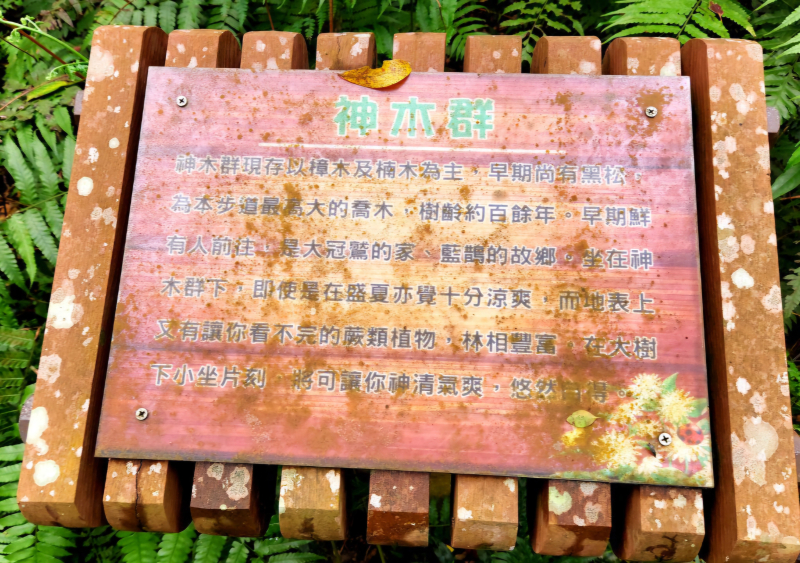 神木群
神木群現存以樟木及楠木為主，早期尚有黑松，
為本步道最高大的喬木，樹齡約百餘年。早期鮮
有人前往，是大冠鷲的家、藍鵲的故鄉。坐在神
木群下，即使是在盛夏亦覺十分涼爽，而地表上
又有讓你看不完的蕨類植物，林相豐富。在大樹
下小坐片刻，將可讓你神清氣爽，悠然自得。